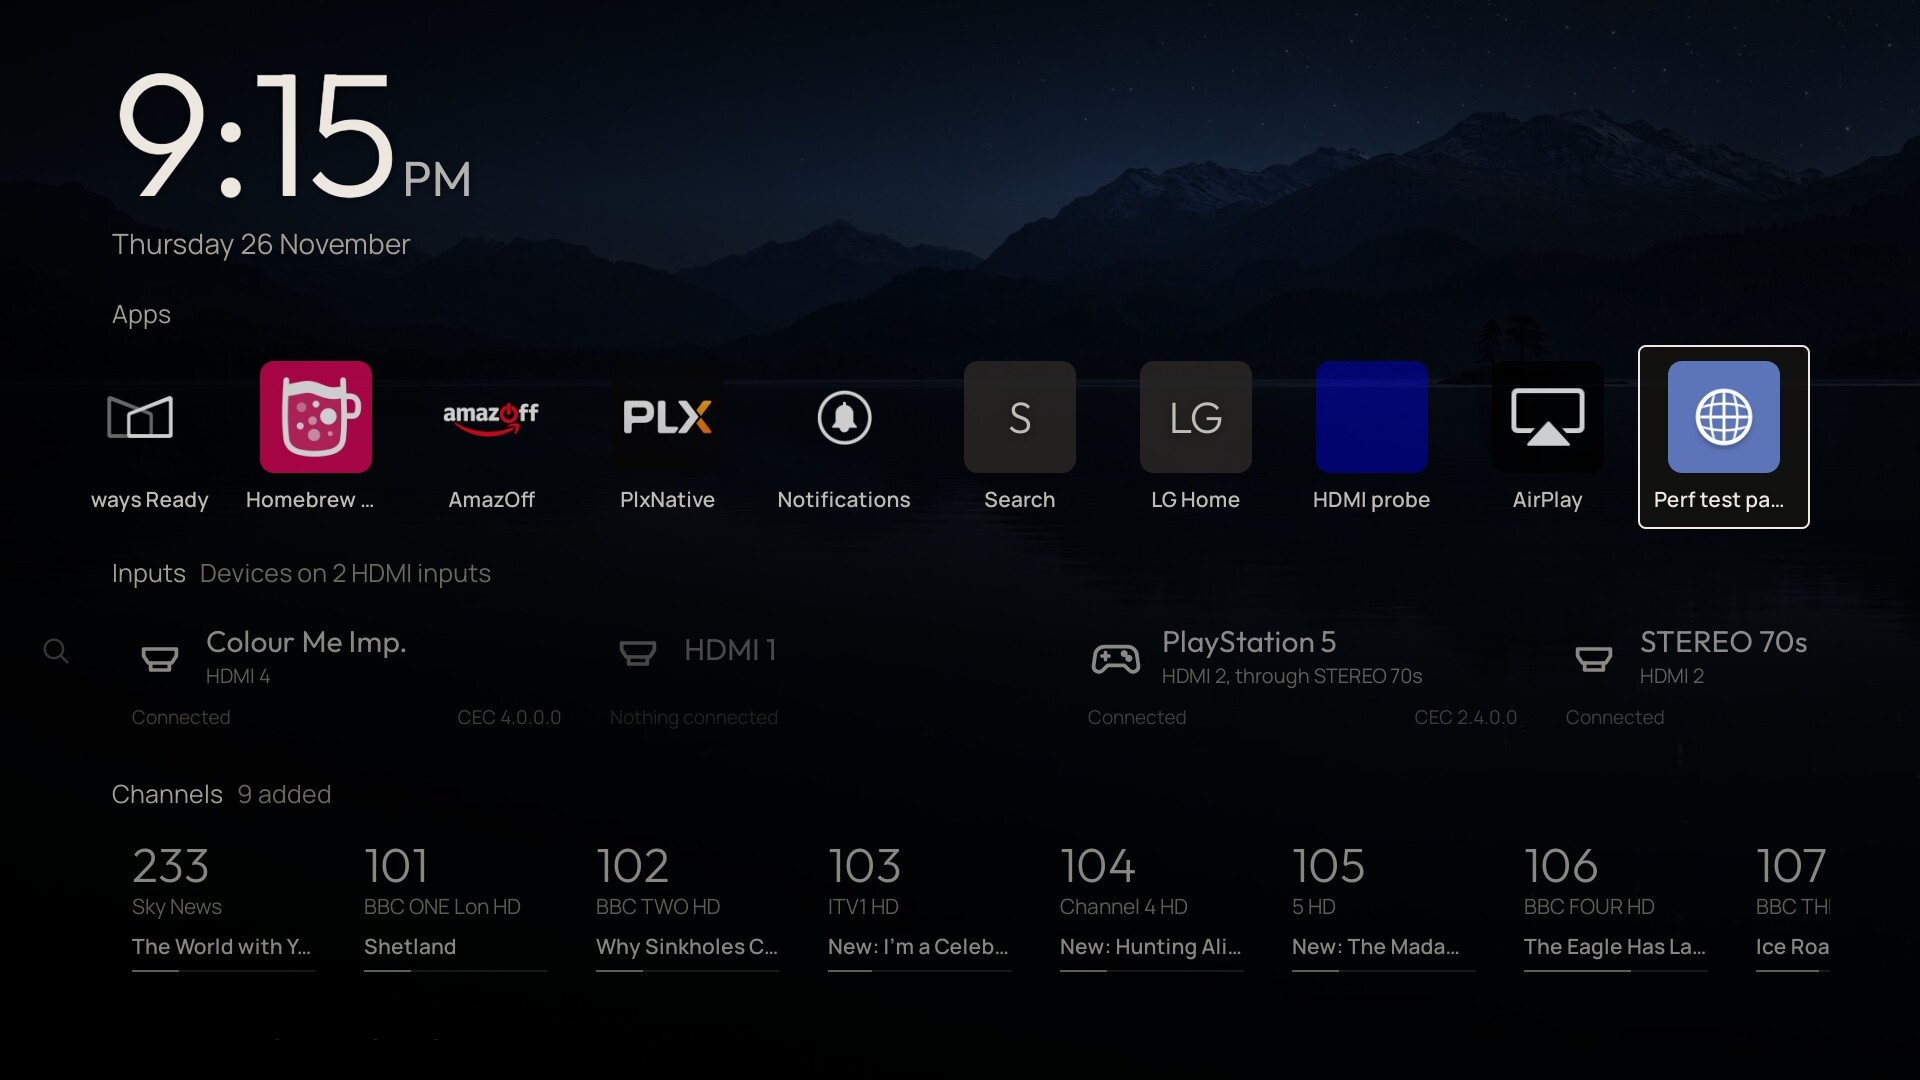 9:15 PM
Thursday 26 November
Apps
amazoff
PLX
S
LG
ways Ready
Homebrew ...
AmazOff
PlxNative
Notifications
Search
LG Home
HDMI probe
AirPlay
Perf test pa...
Inputs Devices on 2 HDMI inputs
Colour Me Imp.
HDMI 4
Connected
CEC 4.0.0.0
HDMI 1
Nothing connected
PlayStation 5
HDMI 2, through STEREO 70s
Connected
CEC 2.4.0.0
STEREO 70s
HDMI 2
Connected
Channels 9 added
233
Sky News
The World with Y...
101
BBC ONE Lon HD
Shetland
102
BBC TWO HD
Why Sinkholes C...
103
ITV1 HD
New: I'm a Celeb...
104
Channel 4 HD
New: Hunting Ali...
105
5 HD
New: The Mada...
106
BBC FOUR HD
The Eagle Has La...
107
BBC TH
Ice Roa